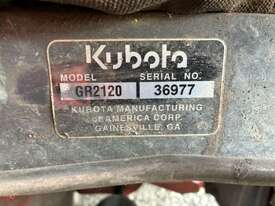 Kubota
MODEL SERIAL NO.
GR2120 36977
KUBOTA MANUFACTURING
OF AMERICA CORP.
GAINESVILLE, GA